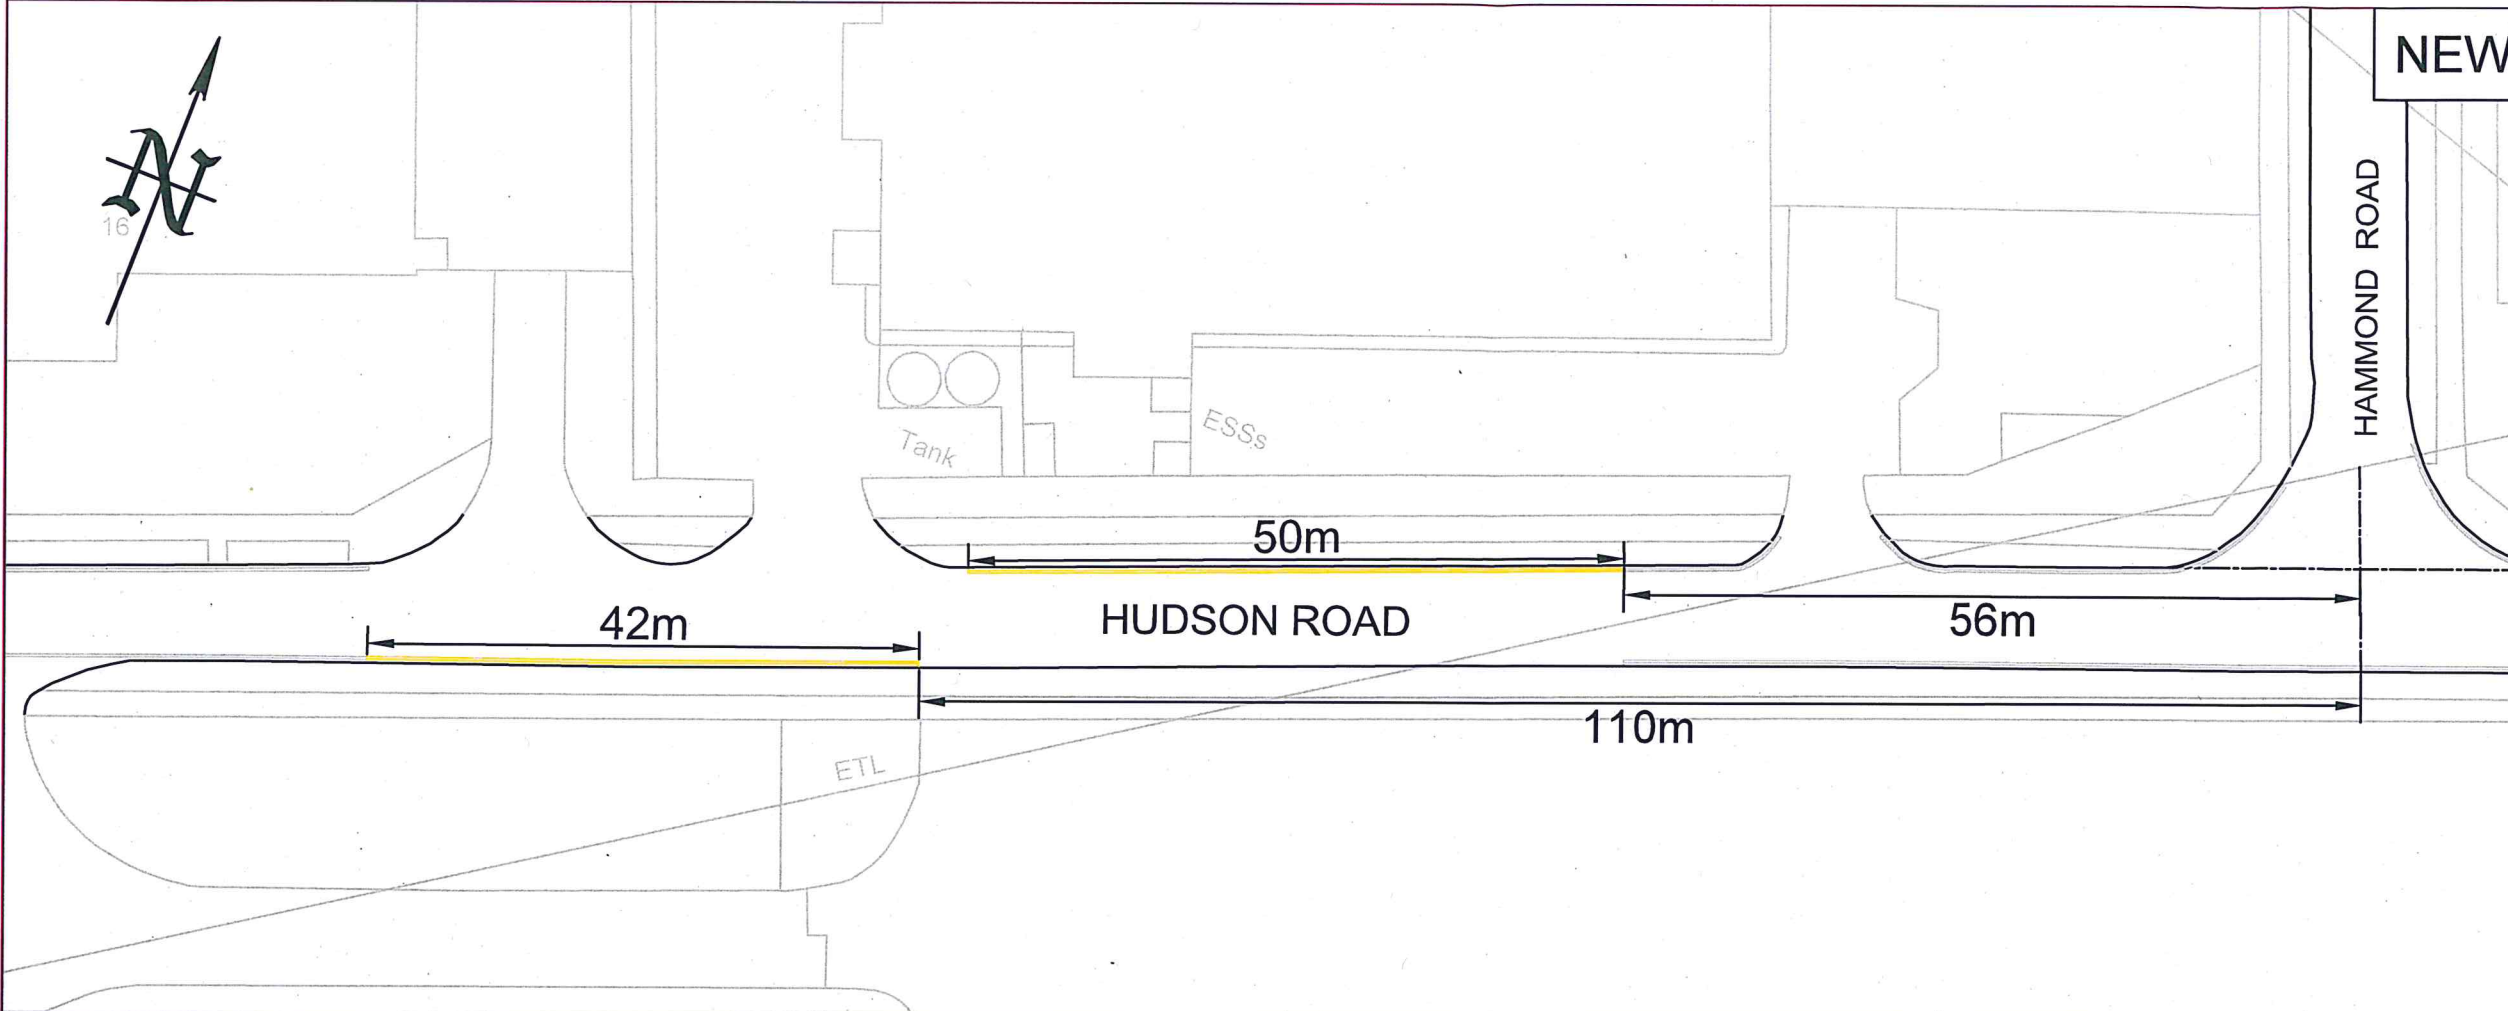 NEW
N
16
HAMMOND ROAD
Tank
ESSs
50m
42m
HUDSON ROAD
56m
110m
ETL